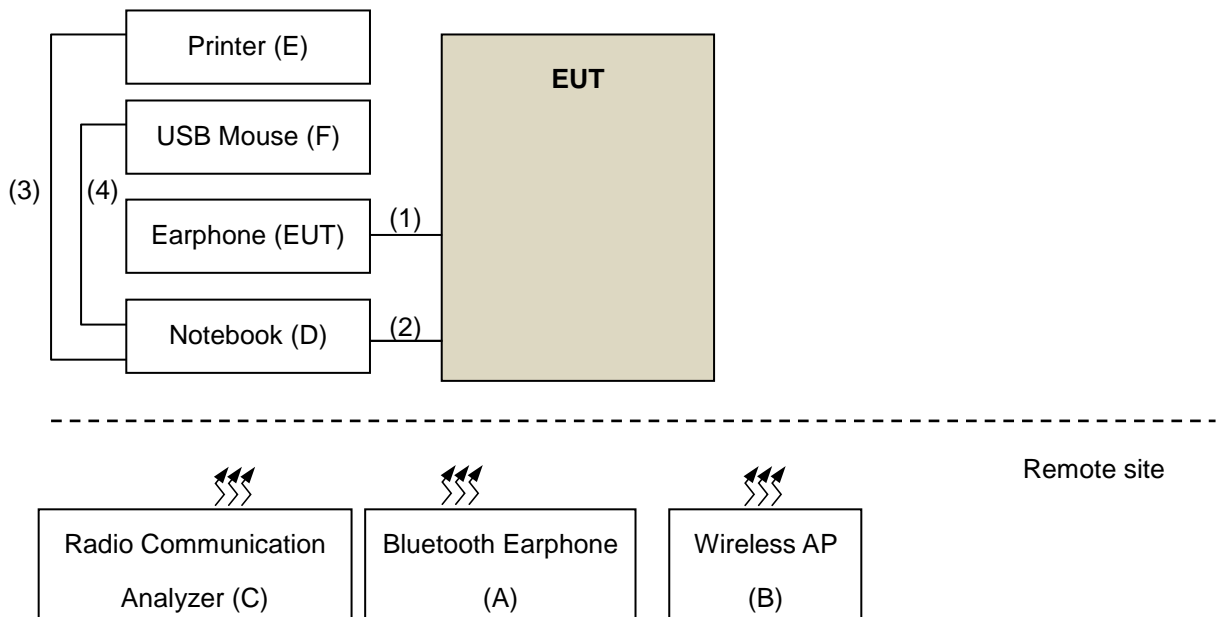 Printer (E)
EUT
USB Mouse (F)
(3)
(4)
Earphone (EUT)
(1)
Notebook (D)
(2)
Remote site
Radio Communication
Analyzer (C)
Bluetooth Earphone
(A)
Wireless AP
(B)